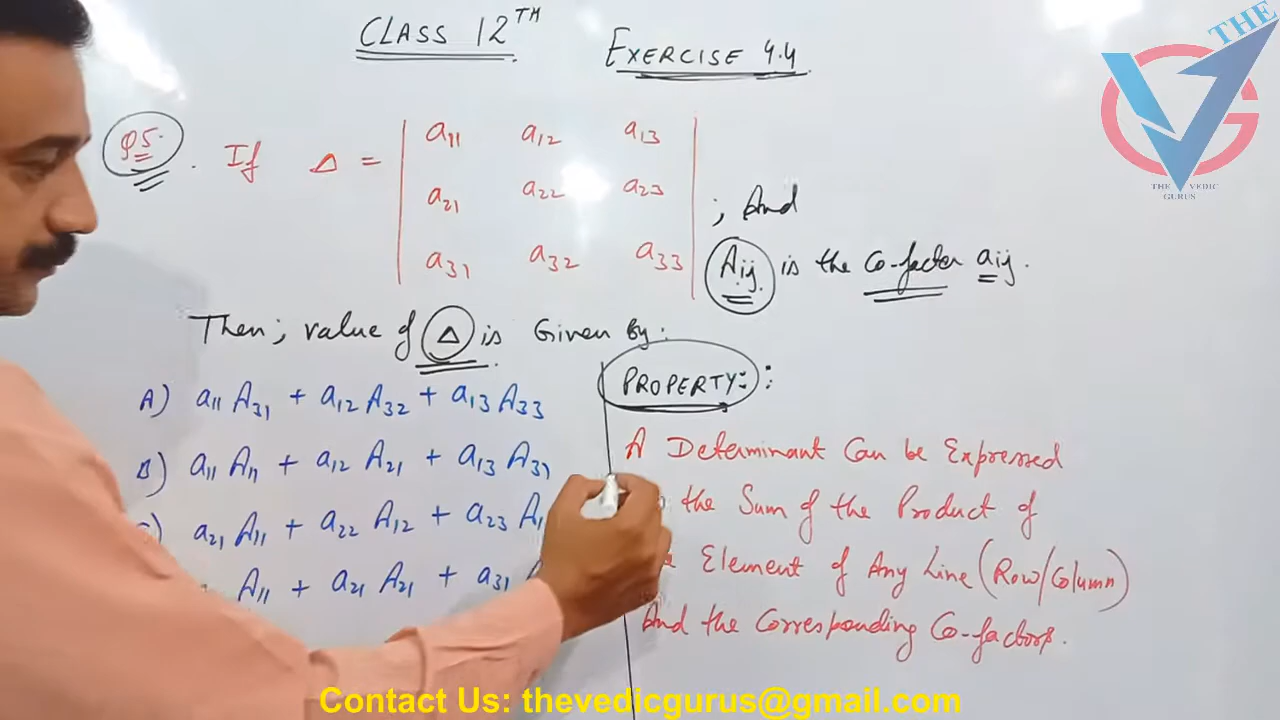 CLASS 12TH
EXERCISE 4.4
THE
THE VEDIC
GURUS
Q5. If Δ = | a11 a12 a13
a21 a22 a23
a31 a32 a33 | ; And
Aij is the Co-factor aij.
Then; value of Δ is Given By:
A) a11 A31 + a12 A32 + a13 A33
B) a11 A11 + a12 A21 + a13 A31
a21 A11 + a22 A12 + a23
A11 + a21 A21 + a31
PROPERTY:
A Determinant Can be Expressed
the Sum of the Product of
Element of Any Line (Row/Column)
And the Corresponding Co-factors.
Contact Us: thevedicgurus@gmail.com